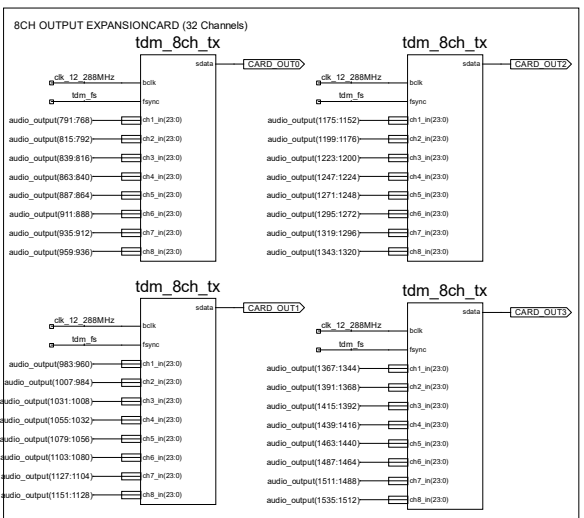 8CH OUTPUT EXPANSIONCARD (32 Channels)
tdm_8ch_tx
sdata
CARD_OUT0
clk_12_288MHz
bclk
tdm_fs
fsync
audio_output(791:768)
ch1_in(23:0)
audio_output(815:792)
ch2_in(23:0)
audio_output(839:816)
ch3_in(23:0)
audio_output(863:840)
ch4_in(23:0)
audio_output(887:864)
ch5_in(23:0)
audio_output(911:888)
ch6_in(23:0)
audio_output(935:912)
ch7_in(23:0)
audio_output(959:936)
ch8_in(23:0)
tdm_8ch_tx
sdata
CARD_OUT2
clk_12_288MHz
bclk
tdm_fs
fsync
audio_output(1175:1152)
ch1_in(23:0)
audio_output(1199:1176)
ch2_in(23:0)
audio_output(1223:1200)
ch3_in(23:0)
audio_output(1247:1224)
ch4_in(23:0)
audio_output(1271:1248)
ch5_in(23:0)
audio_output(1295:1272)
ch6_in(23:0)
audio_output(1319:1296)
ch7_in(23:0)
audio_output(1343:1320)
ch8_in(23:0)
tdm_8ch_tx
sdata
CARD_OUT1
clk_12_288MHz
bclk
tdm_fs
fsync
audio_output(983:960)
ch1_in(23:0)
audio_output(1007:984)
ch2_in(23:0)
audio_output(1031:1008)
ch3_in(23:0)
audio_output(1055:1032)
ch4_in(23:0)
audio_output(1079:1056)
ch5_in(23:0)
audio_output(1103:1080)
ch6_in(23:0)
audio_output(1127:1104)
ch7_in(23:0)
audio_output(1151:1128)
ch8_in(23:0)
tdm_8ch_tx
sdata
CARD_OUT3
clk_12_288MHz
bclk
tdm_fs
fsync
audio_output(1367:1344)
ch1_in(23:0)
audio_output(1391:1368)
ch2_in(23:0)
audio_output(1415:1392)
ch3_in(23:0)
audio_output(1439:1416)
ch4_in(23:0)
audio_output(1463:1440)
ch5_in(23:0)
audio_output(1487:1464)
ch6_in(23:0)
audio_output(1511:1488)
ch7_in(23:0)
audio_output(1535:1512)
ch8_in(23:0)